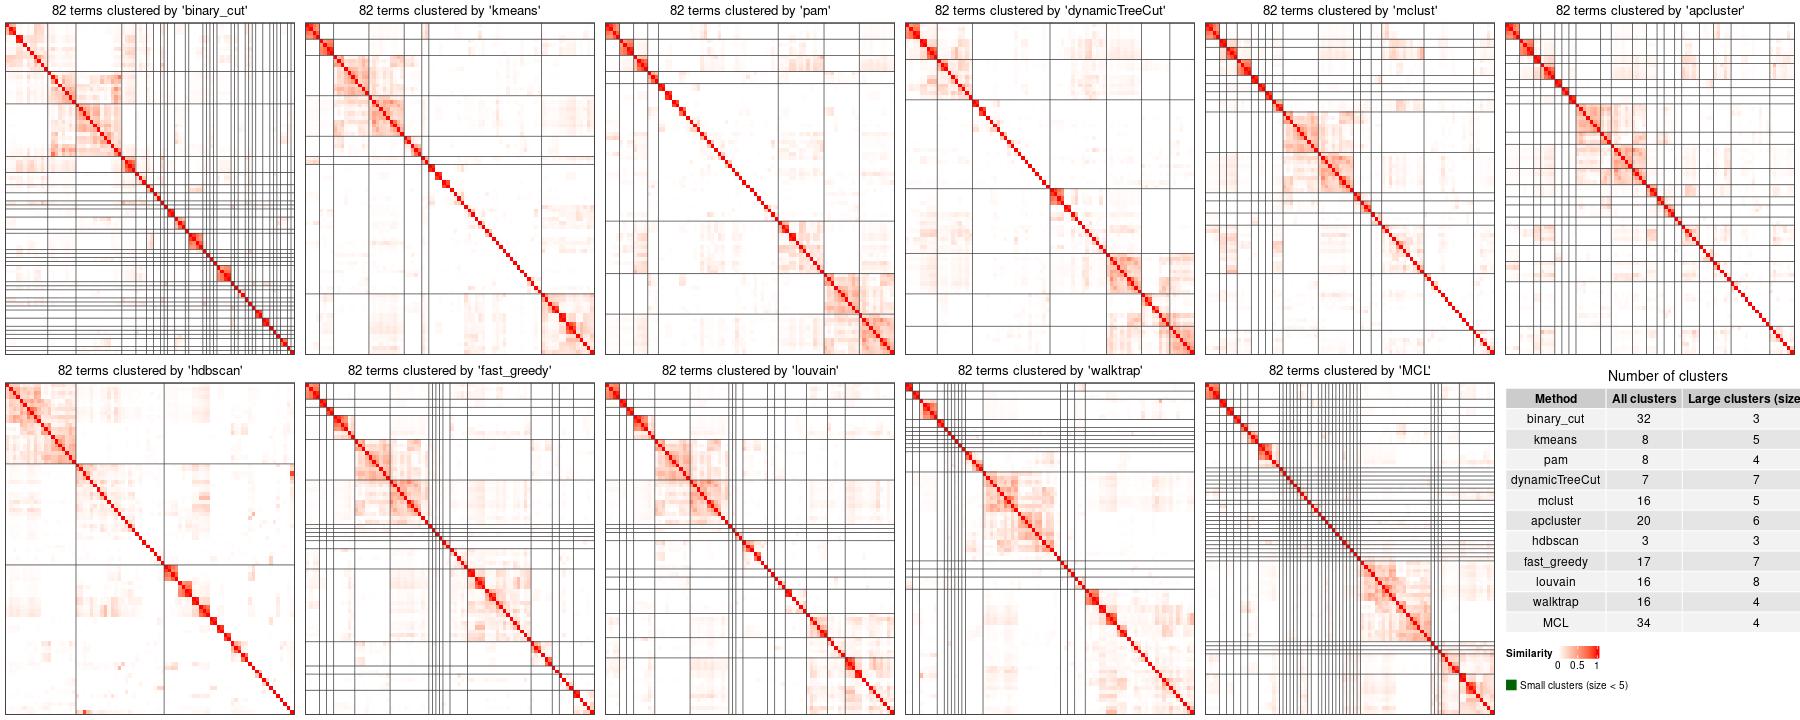 82 terms clustered by 'binary_cut'
82 terms clustered by 'kmeans'
82 terms clustered by 'pam'
82 terms clustered by 'dynamicTreeCut'
82 terms clustered by 'mclust'
82 terms clustered by 'apcluster'
82 terms clustered by 'hdbscan'
82 terms clustered by 'fast_greedy'
82 terms clustered by 'louvain'
82 terms clustered by 'walktrap'
82 terms clustered by 'MCL'
Number of clusters
Method All clusters Large clusters (size
binary_cut 32 3
kmeans 8 5
pam 8 4
dynamicTreeCut 7 7
mclust 16 5
apcluster 20 6
hdbscan 3 3
fast_greedy 17 7
louvain 16 8
walktrap 16 4
MCL 34 4
Similarity
0 0.5 1
Small clusters (size < 5)